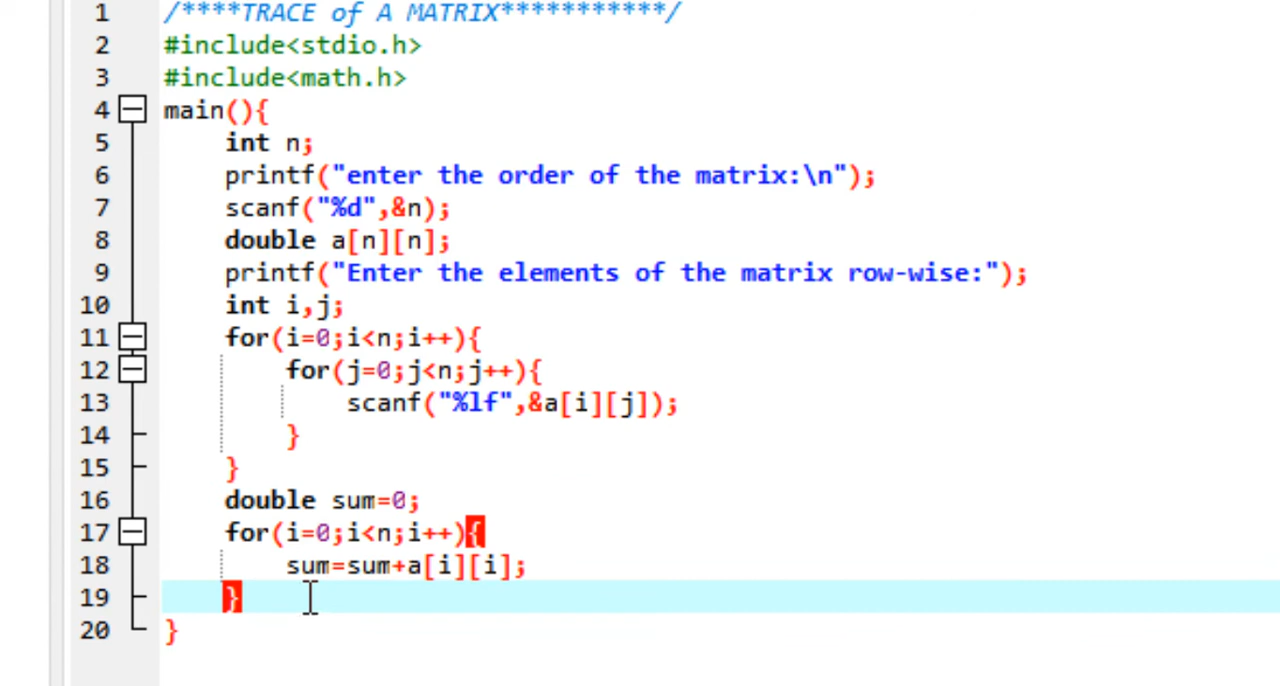 1 /****TRACE of A MATRIX***********/
2 #include<stdio.h>
3 #include<math.h>
4 main(){
5 int n;
6 printf("enter the order of the matrix:\n");
7 scanf("%d",&n);
8 double a[n][n];
9 printf("Enter the elements of the matrix row-wise:");
10 int i,j;
11 for(i=0;i<n;i++){
12 for(j=0;j<n;j++){
13 scanf("%lf",&a[i][j]);
14 }
15 }
16 double sum=0;
17 for(i=0;i<n;i++){
18 sum=sum+a[i][i];
19 }
20 }